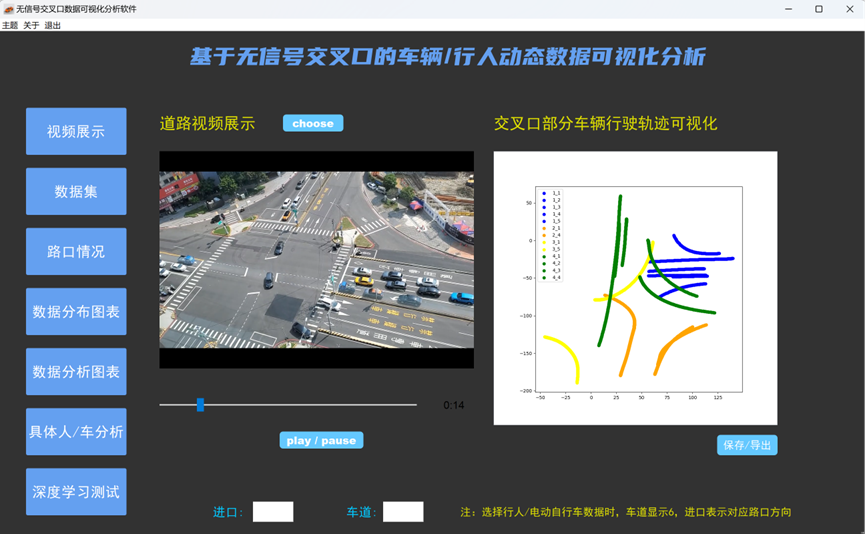 无信号交叉口数据可视化分析软件
主题 关于 退出
基于无信号交叉口的车辆/行人动态数据可视化分析
视频展示
数据集
路口情况
数据分布图表
数据分析图表
具体人/车分析
深度学习测试
道路视频展示
choose
0:14
play / pause
交叉口部分车辆行驶轨迹可视化
1_1
1_2
1_3
1_4
1_5
2_1
2_4
3_1
3_5
4_1
4_2
4_3
4_4
50
0
-50
-100
-150
-200
-50 -25 0 25 50 75 100 125
保存/导出
进口：
车道：
注：选择行人/电动自行车数据时，车道显示6，进口表示对应路口方向